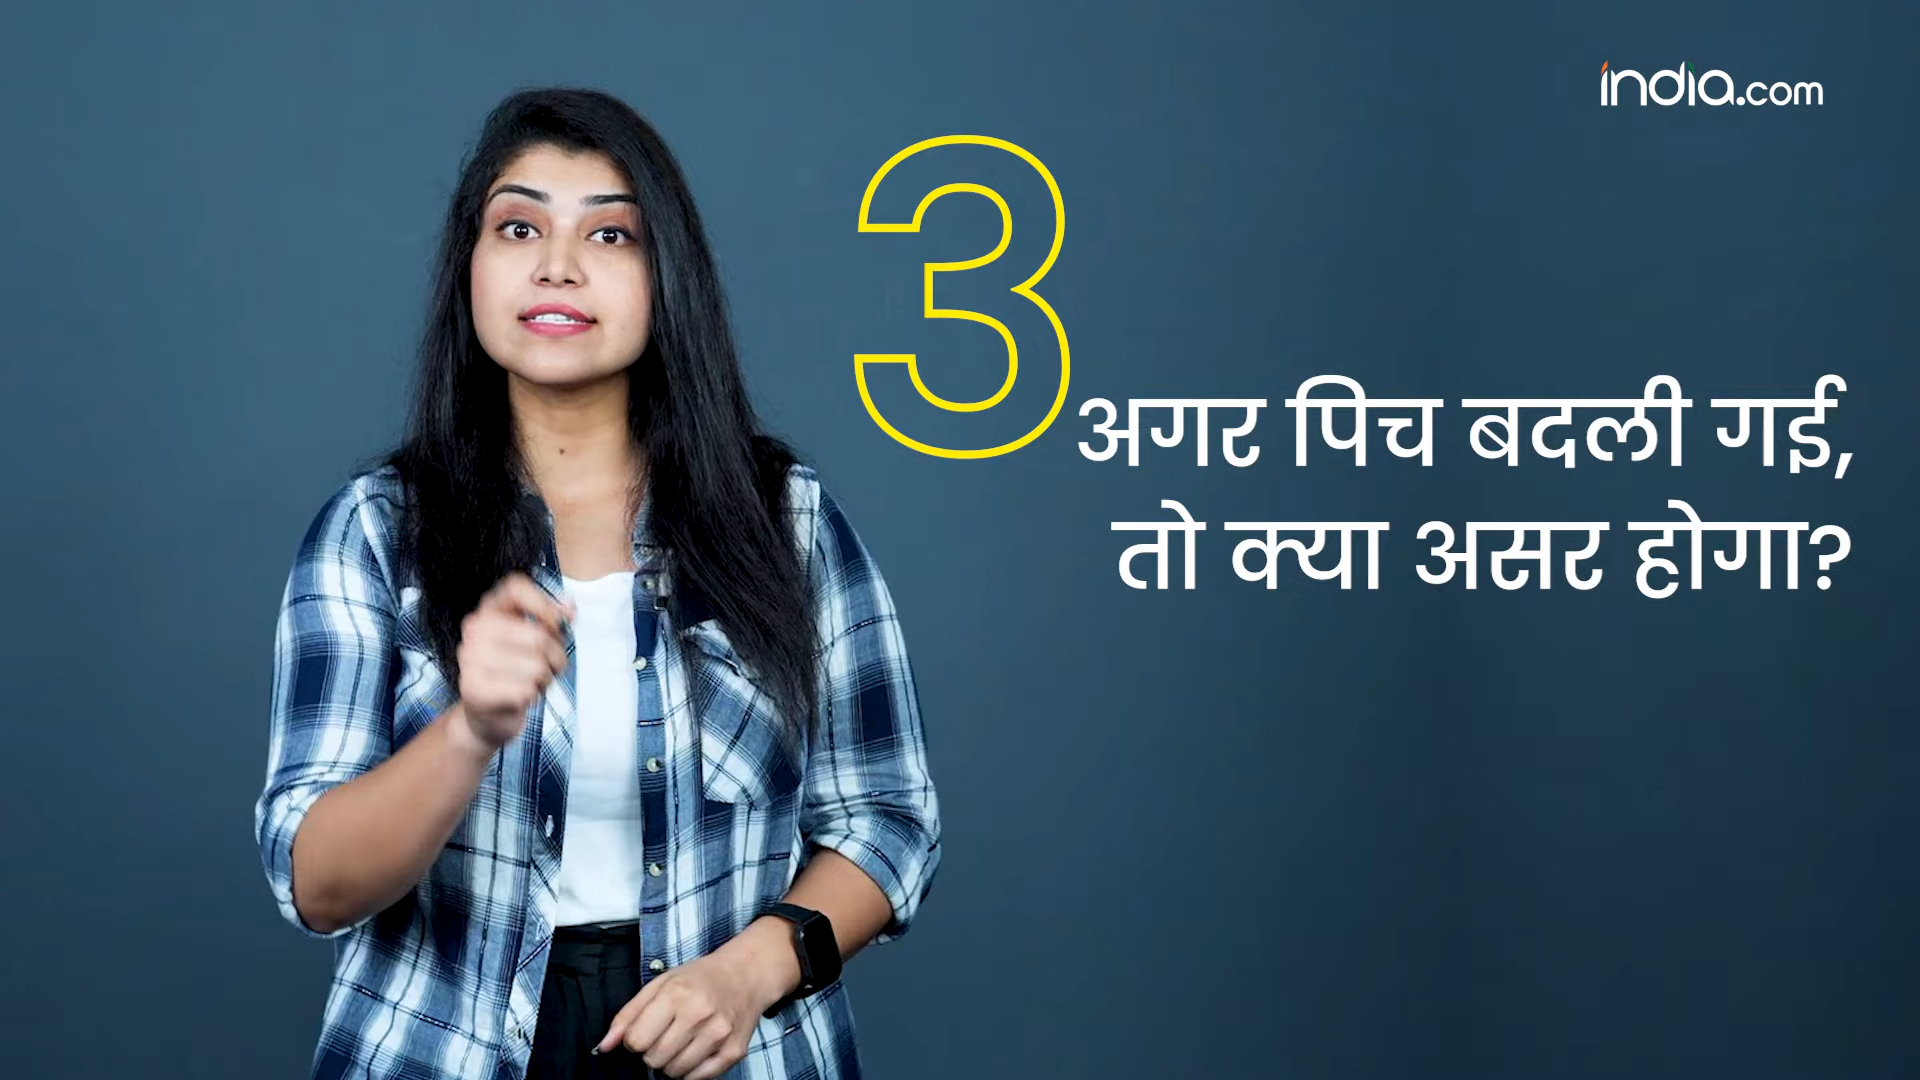 india.com
3
अगर पिच बदली गई,
तो क्या असर होगा?